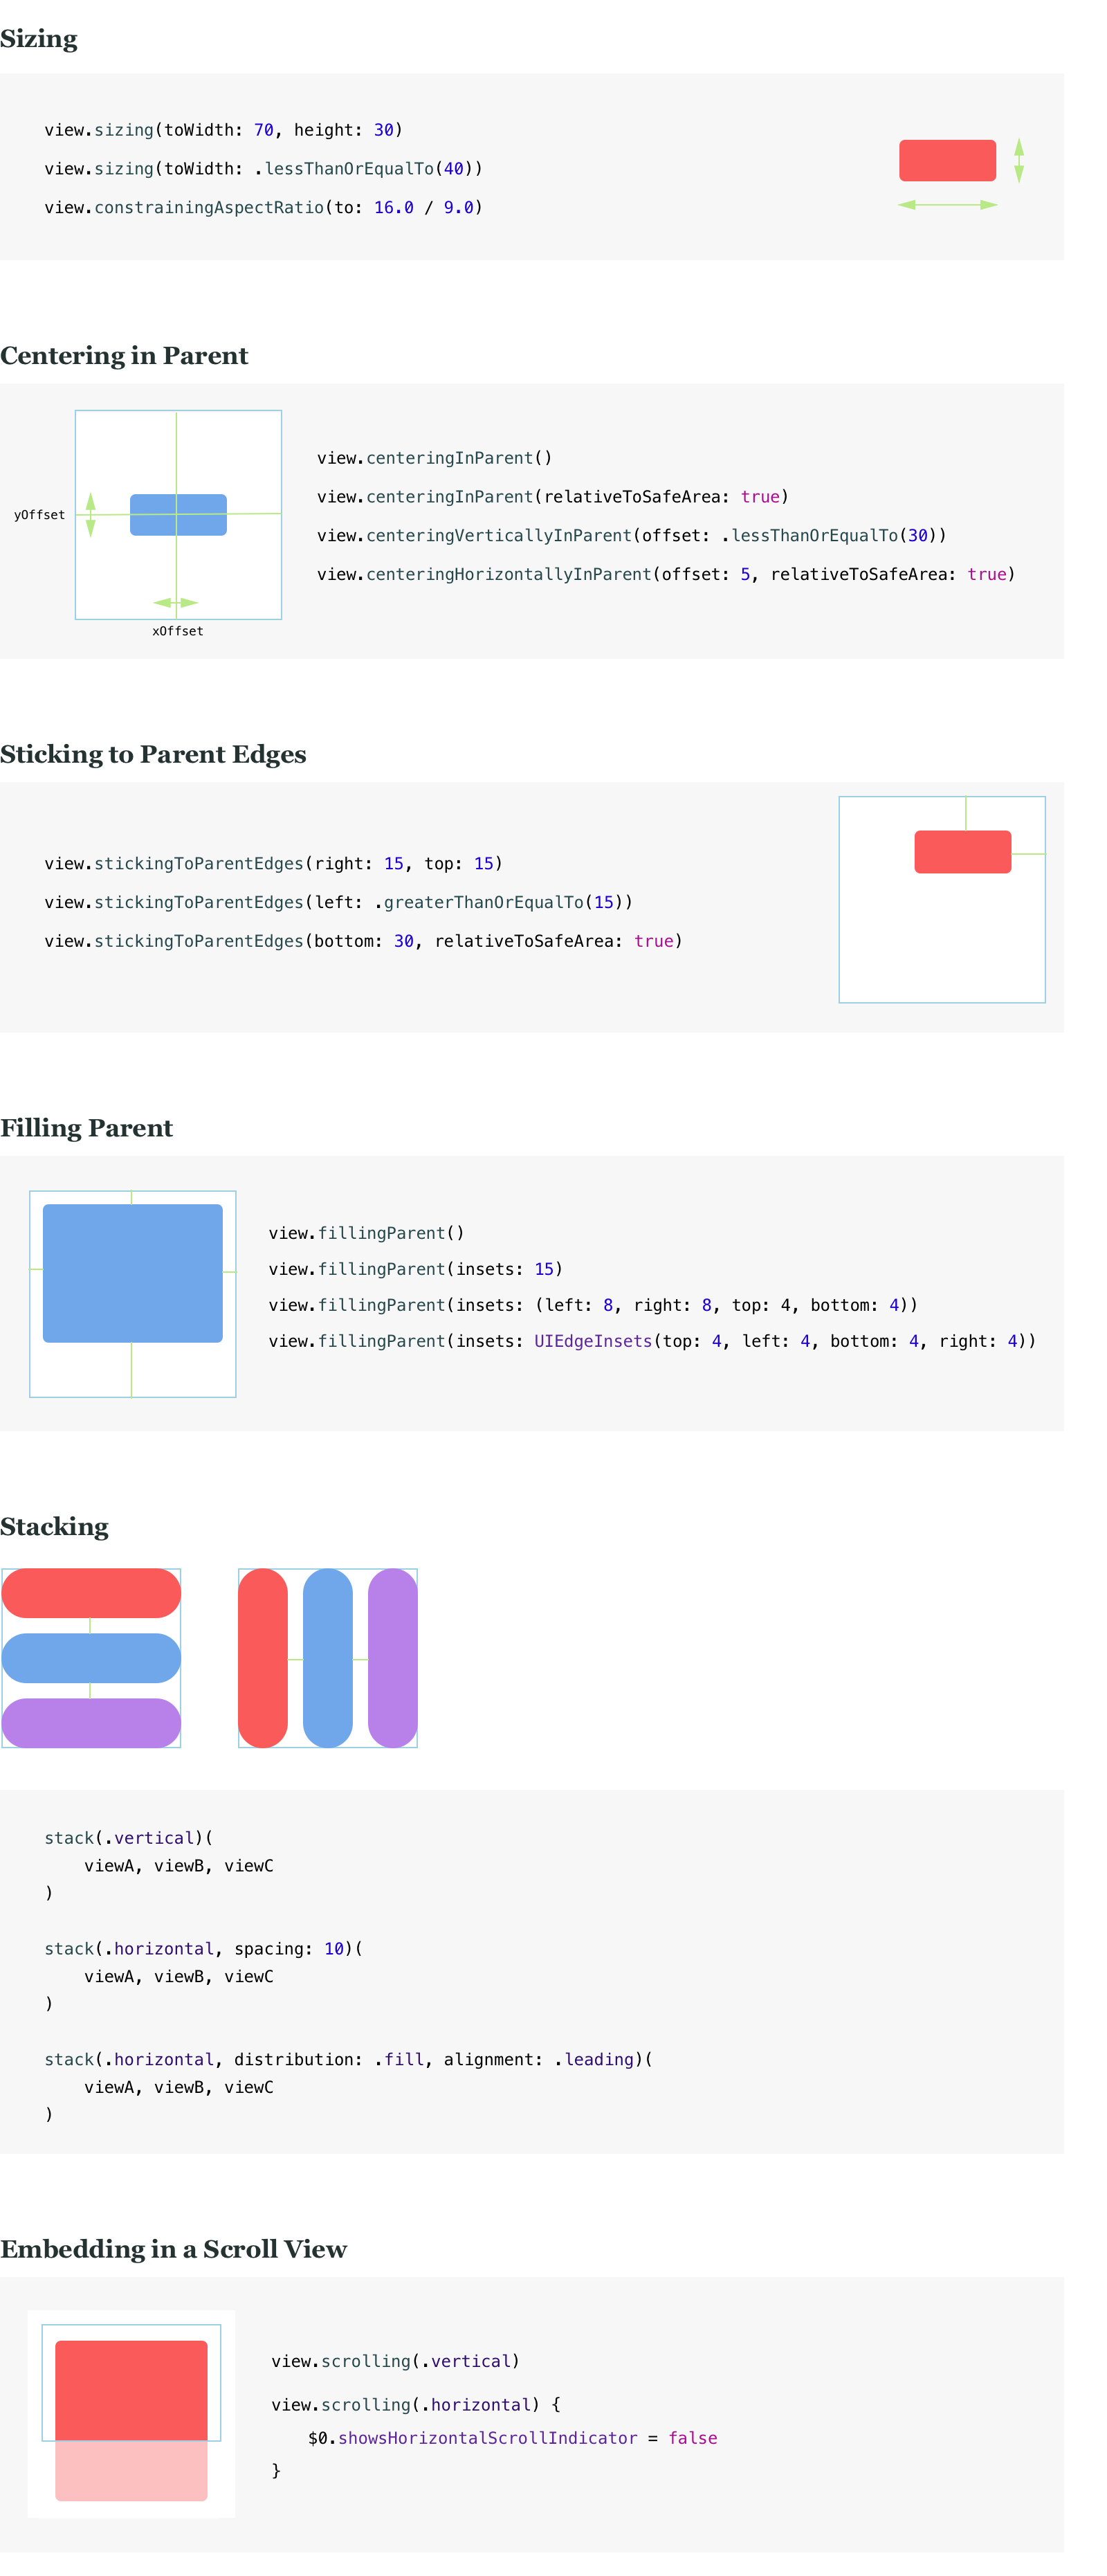 Sizing
view.sizing(toWidth: 70, height: 30)
view.sizing(toWidth: .lessThanOrEqualTo(40))
view.constrainingAspectRatio(to: 16.0 / 9.0)
Centering in Parent
yOffset
xOffset
view.centeringInParent()
view.centeringInParent(relativeToSafeArea: true)
view.centeringVerticallyInParent(offset: .lessThanOrEqualTo(30))
view.centeringHorizontallyInParent(offset: 5, relativeToSafeArea: true)
Sticking to Parent Edges
view.stickingToParentEdges(right: 15, top: 15)
view.stickingToParentEdges(left: .greaterThanOrEqualTo(15))
view.stickingToParentEdges(bottom: 30, relativeToSafeArea: true)
Filling Parent
view.fillingParent()
view.fillingParent(insets: 15)
view.fillingParent(insets: (left: 8, right: 8, top: 4, bottom: 4))
view.fillingParent(insets: UIEdgeInsets(top: 4, left: 4, bottom: 4, right: 4))
Stacking
stack(.vertical)(
    viewA, viewB, viewC
)
stack(.horizontal, spacing: 10)(
    viewA, viewB, viewC
)
stack(.horizontal, distribution: .fill, alignment: .leading)(
    viewA, viewB, viewC
)
Embedding in a Scroll View
view.scrolling(.vertical)
view.scrolling(.horizontal) {
    $0.showsHorizontalScrollIndicator = false
}